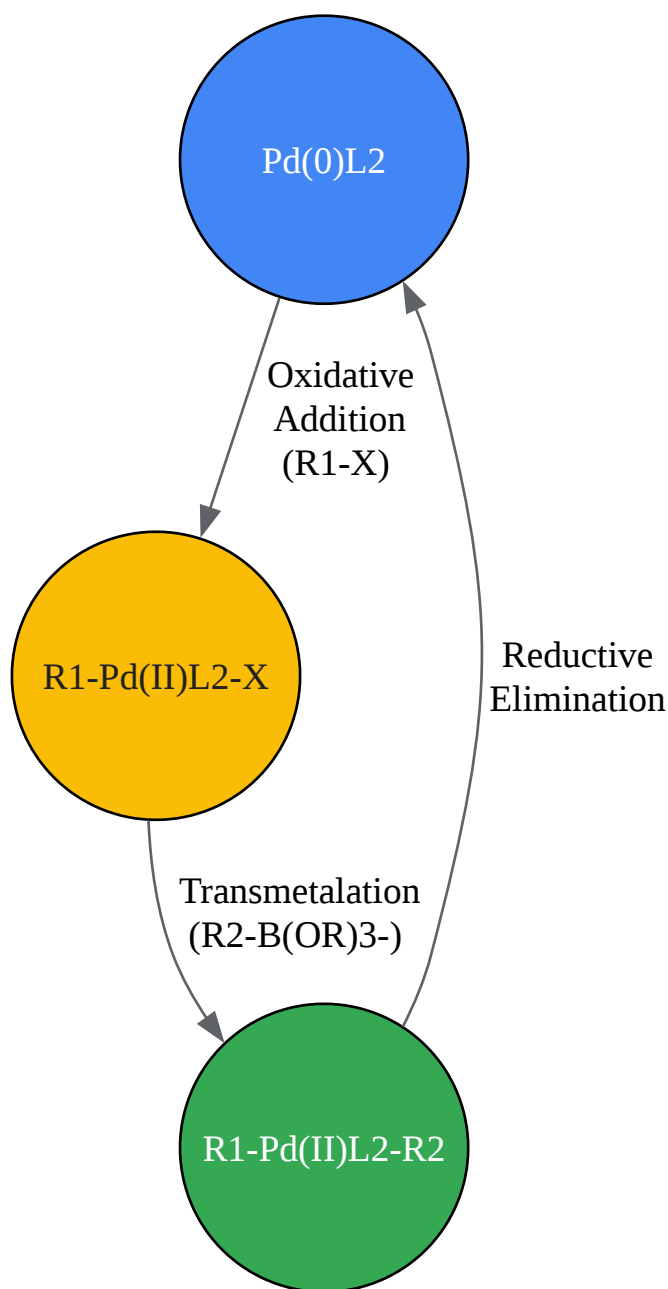 Pd(0)L2
Oxidative
Addition
(R1-X)
R1-Pd(II)L2-X
Reductive
Elimination
Transmetalation
(R2-B(OR)3-)
R1-Pd(II)L2-R2